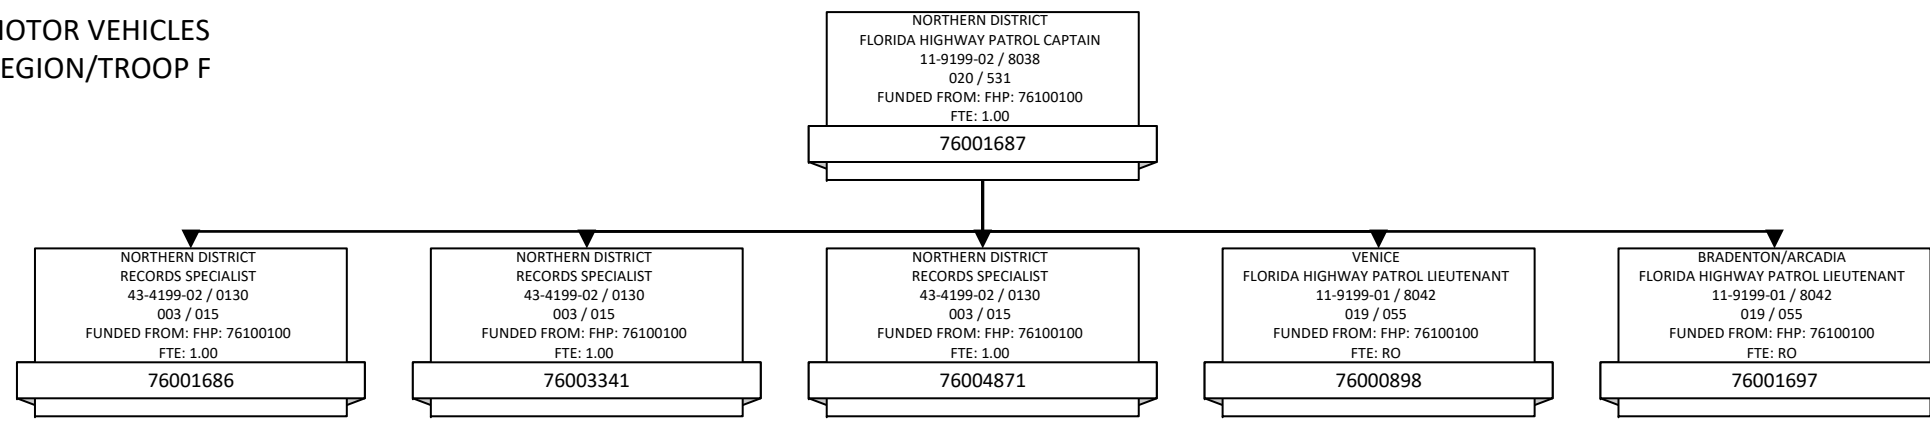 MOTOR VEHICLES
REGION/TROOP F
NORTHERN DISTRICT
FLORIDA HIGHWAY PATROL CAPTAIN
11-9199-02 / 8038
020 / 531
FUNDED FROM: FHP: 76100100
FTE: 1.00
76001687
NORTHERN DISTRICT
RECORDS SPECIALIST
43-4199-02 / 0130
003 / 015
FUNDED FROM: FHP: 76100100
FTE: 1.00
76001686
NORTHERN DISTRICT
RECORDS SPECIALIST
43-4199-02 / 0130
003 / 015
FUNDED FROM: FHP: 76100100
FTE: 1.00
76003341
NORTHERN DISTRICT
RECORDS SPECIALIST
43-4199-02 / 0130
003 / 015
FUNDED FROM: FHP: 76100100
FTE: 1.00
76004871
VENICE
FLORIDA HIGHWAY PATROL LIEUTENANT
11-9199-01 / 8042
019 / 055
FUNDED FROM: FHP: 76100100
FTE: RO
76000898
BRADENTON/ARCADIA
FLORIDA HIGHWAY PATROL LIEUTENANT
11-9199-01 / 8042
019 / 055
FUNDED FROM: FHP: 76100100
FTE: RO
76001697